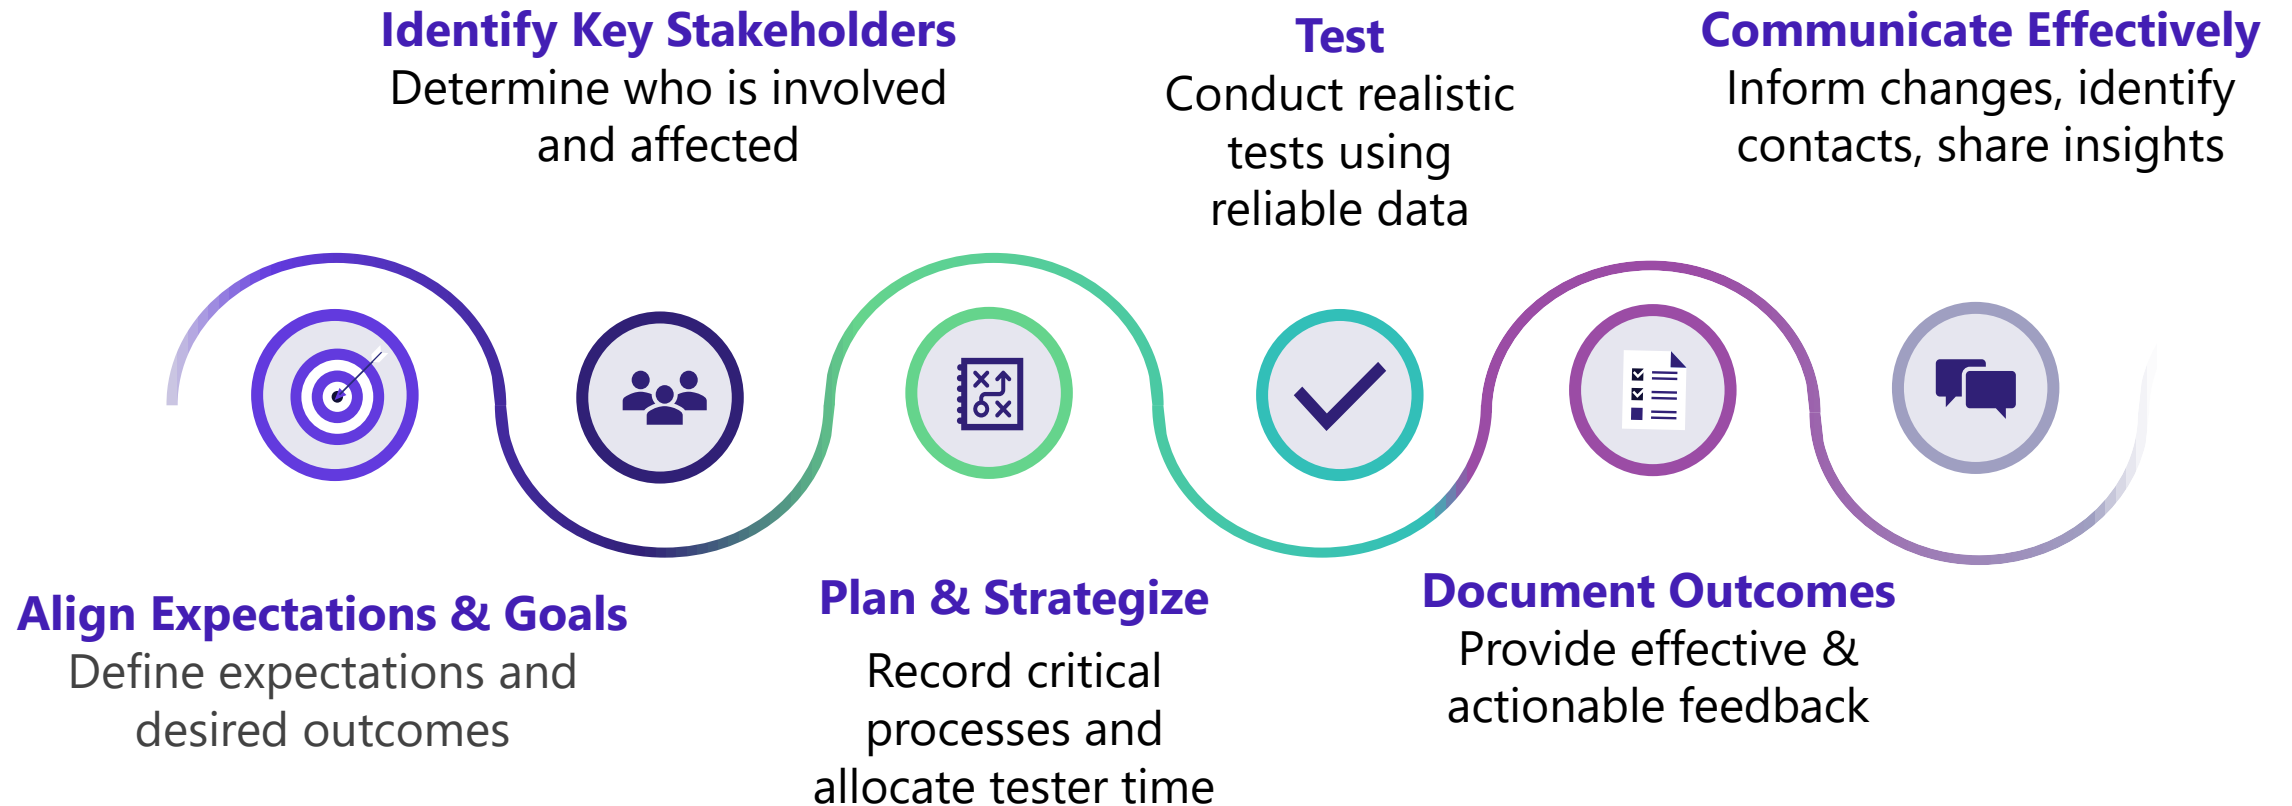 Identify Key Stakeholders
Determine who is involved
and affected
Test
Conduct realistic
tests using
reliable data
Communicate Effectively
Inform changes, identify
contacts, share insights
Align Expectations & Goals
Define expectations and
desired outcomes
Plan & Strategize
Record critical
processes and
allocate tester time
Document Outcomes
Provide effective &
actionable feedback